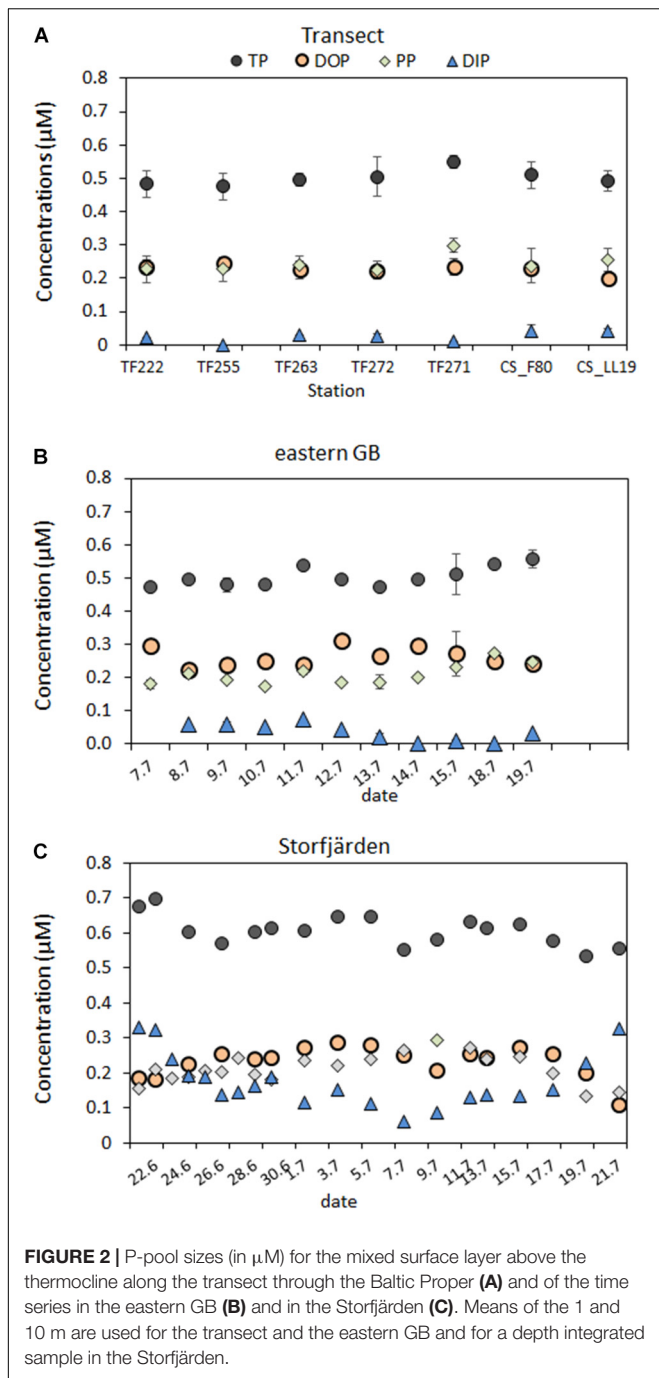 A
Transect
TP DOP PP DIP
Concentrations (µM)
0.8
0.7
0.6
0.5
0.4
0.3
0.2
0.1
0
TF222 TF255 TF263 TF272 TF271 CS_F80 CS_LL19
Station
B
eastern GB
Concentration (µM)
0.8
0.7
0.6
0.5
0.4
0.3
0.2
0.1
0.0
7.7 8.7 9.7 10.7 11.7 12.7 13.7 14.7 15.7 18.7 19.7
date
C
Storfjärden
Concentration (µM)
0.8
0.7
0.6
0.5
0.4
0.3
0.2
0.1
0
22.6 24.6 26.6 28.6 30.6 1.7 3.7 5.7 7.7 9.7 13.7 15.7 17.7 19.7 21.7
date
FIGURE 2 | P-pool sizes (in µM) for the mixed surface layer above the
thermocline along the transect through the Baltic Proper (A) and of the time
series in the eastern GB (B) and in the Storfjärden (C). Means of the 1 and
10 m are used for the transect and the eastern GB and for a depth integrated
sample in the Storfjärden.